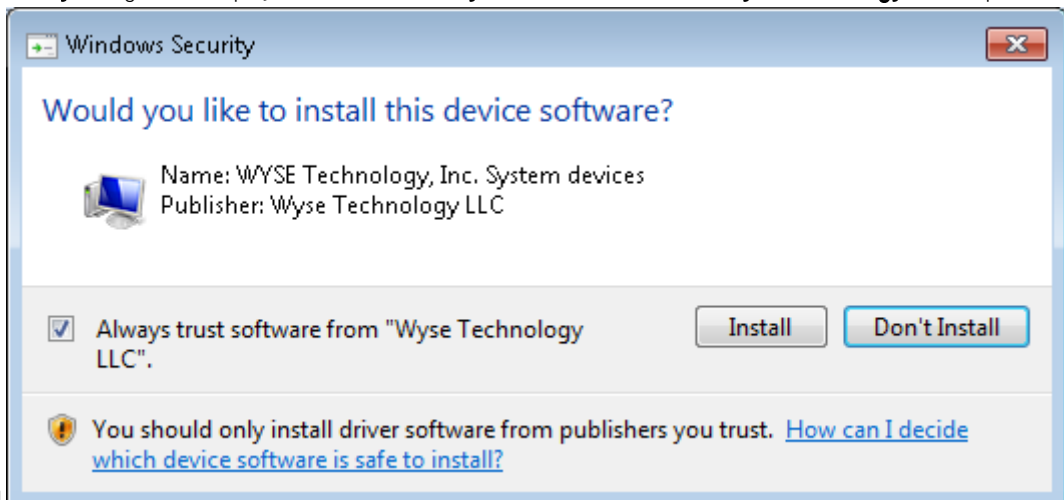 Windows Security
Would you like to install this device software?
Name: WYSE Technology, Inc. System devices
Publisher: Wyse Technology LLC
Always trust software from "Wyse Technology
LLC".
Install
Don't Install
You should only install driver software from publishers you trust. How can I decide
which device software is safe to install?